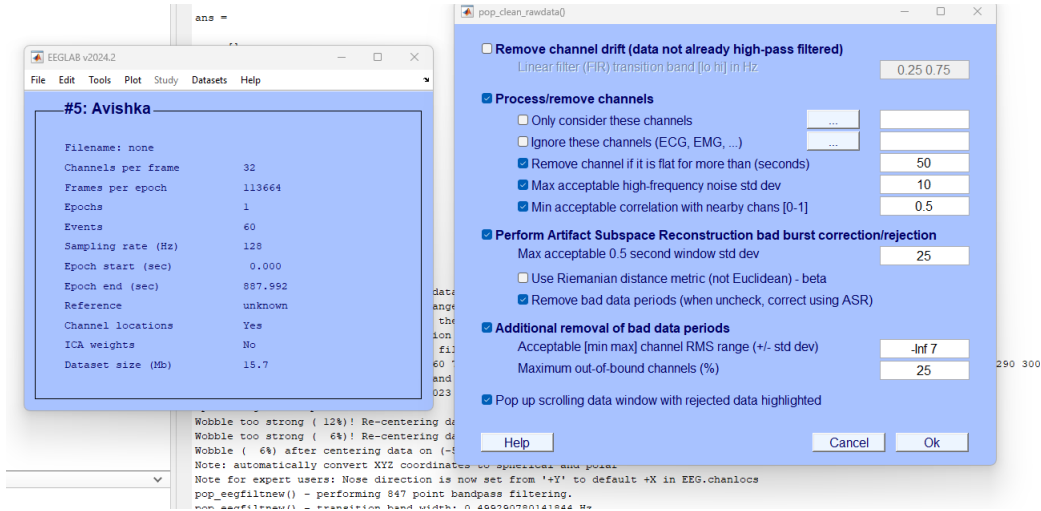 ans =
[]
EEGLAB v2024.2
File Edit Tools Plot Study Datasets Help
#5: Avishka
Filename: none
Channels per frame 32
Frames per epoch 113664
Epochs 1
Events 60
Sampling rate (Hz) 128
Epoch start (sec) 0.000
Epoch end (sec) 887.992
Reference unknown
Channel locations Yes
ICA weights No
Dataset size (Mb) 15.7
pop_clean_rawdata()
Remove channel drift (data not already high-pass filtered)
Linear filter (FIR) transition band [lo hi] in Hz 0.25 0.75
Process/remove channels
Only consider these channels ...
Ignore these channels (ECG, EMG, ...) ...
Remove channel if it is flat for more than (seconds) 50
Max acceptable high-frequency noise std dev 10
Min acceptable correlation with nearby chans [0-1] 0.5
Perform Artifact Subspace Reconstruction bad burst correction/rejection
Max acceptable 0.5 second window std dev 25
Use Riemanian distance metric (not Euclidean) - beta
Remove bad data periods (when uncheck, correct using ASR)
Additional removal of bad data periods
Acceptable [min max] channel RMS range (+/- std dev) -Inf 7
Maximum out-of-bound channels (%) 25
Pop up scrolling data window with rejected data highlighted
Help Cancel Ok
290 300
Wobble too strong ( 12%)! Re-centering da
Wobble too strong ( 6%)! Re-centering da
Wobble ( 6%) after centering data on (-5
Note: automatically convert XYZ coordinates to spherical and polar
Note for expert users: Nose direction is now set from '+Y' to default +X in EEG.chanlocs
pop_eegfiltnew() - performing 847 point bandpass filtering.
pop_eegfiltnew() - transition band width: 0.499290780141844 Hz